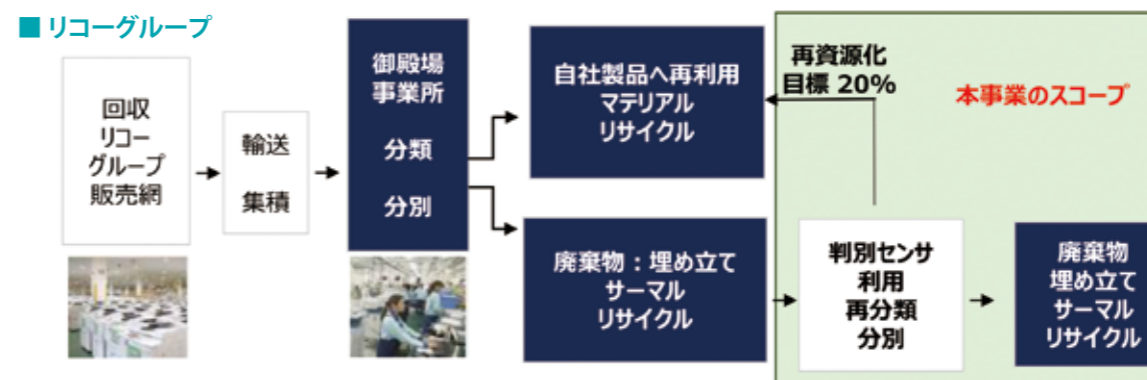 ■ リコーグループ
回収
リコー
グループ
販売網
輸送
集積
御殿場
事業所
分類
分別
自社製品へ再利用
マテリアル
リサイクル
廃棄物：埋め立て
サーマル
リサイクル
再資源化
目標 20%
本事業のスコープ
判別センサ
利用
再分類
分別
廃棄物
埋め立て
サーマル
リサイクル